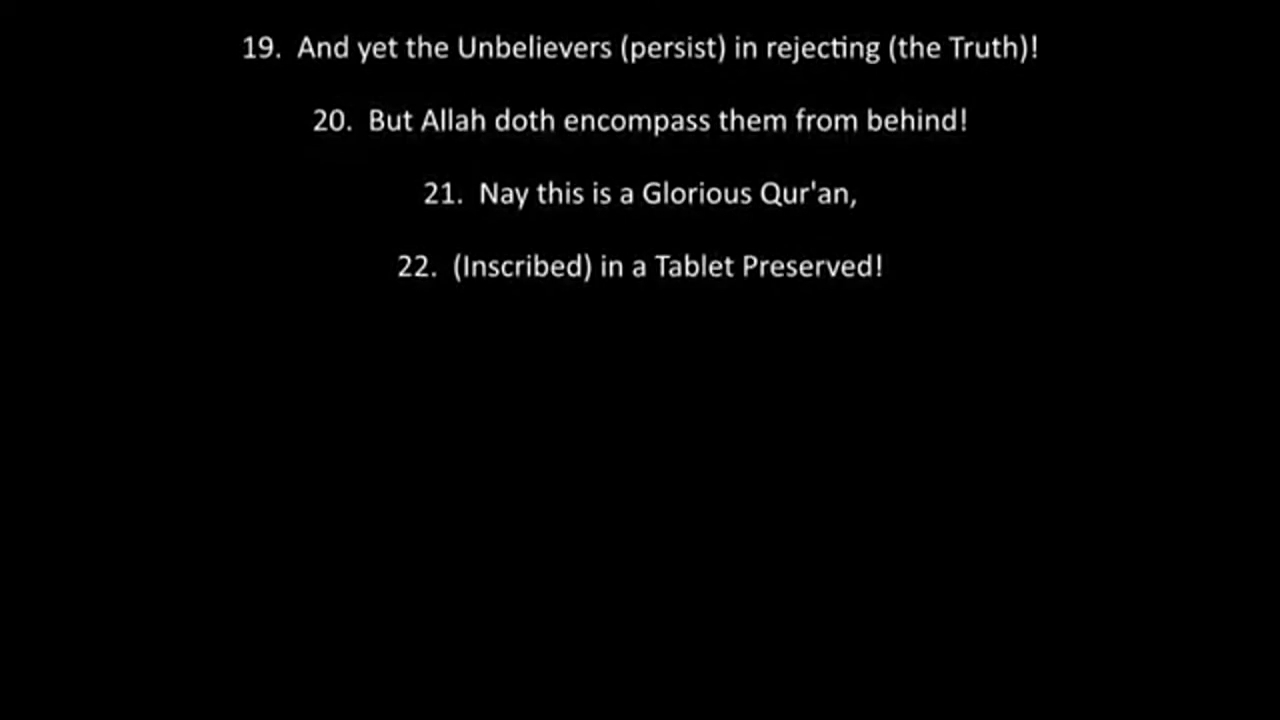 19.  And yet the Unbelievers (persist) in rejecting (the Truth)!
20.  But Allah doth encompass them from behind!
21.  Nay this is a Glorious Qur'an,
22.  (Inscribed) in a Tablet Preserved!